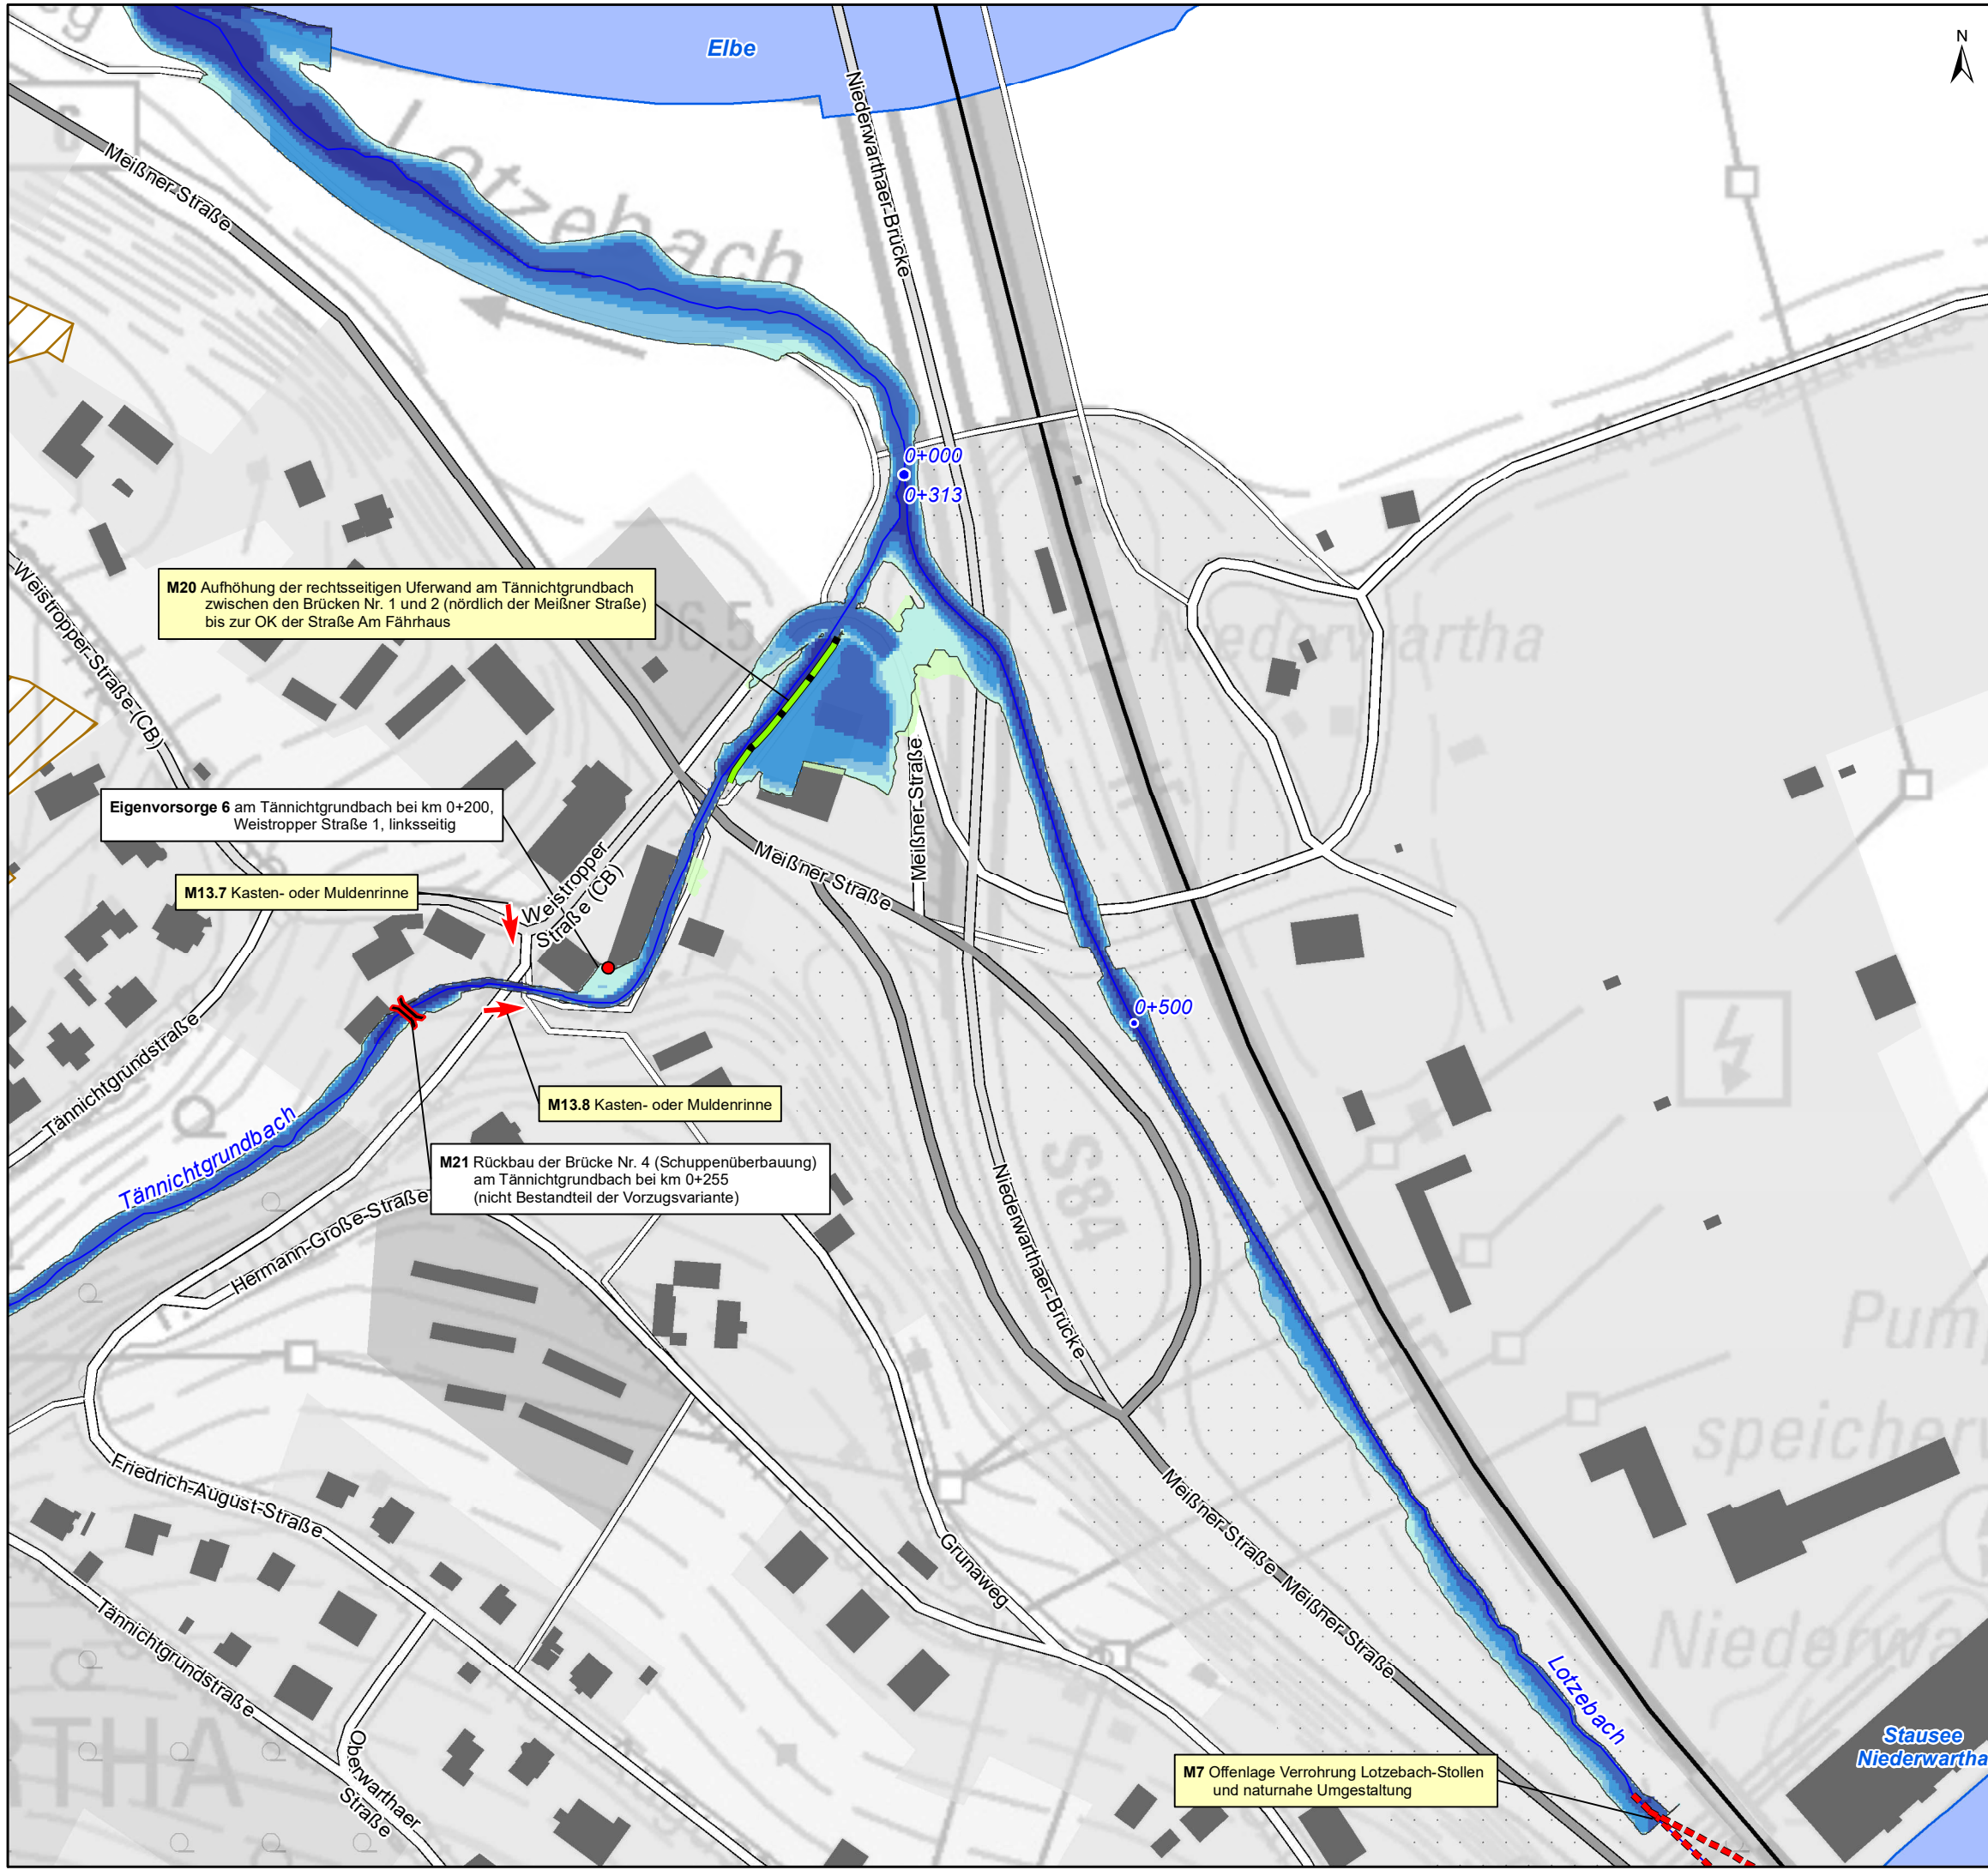 Elbe
N
Niederwarthaer-Brücke
Meißner-Straße
Lotzebach
0+000
0+313
M20 Aufhöhung der rechtsseitigen Uferwand am Tännichtgrundbach
zwischen den Brücken Nr. 1 und 2 (nördlich der Meißner Straße)
bis zur OK der Straße Am Fährhaus
Niederwartha
Weistropper-Straße-(CB)
Eigenvorsorge 6 am Tännichtgrundbach bei km 0+200,
Weistropper Straße 1, linksseitig
Meißner-Straße
Meißner-Straße
M13.7 Kasten- oder Muldenrinne
Weistropper
Straße (CB)
0+500
Tännichtgrundstraße
M13.8 Kasten- oder Muldenrinne
Tännichtgrundbach
M21 Rückbau der Brücke Nr. 4 (Schuppenüberbauung)
am Tännichtgrundbach bei km 0+255
(nicht Bestandteil der Vorzugsvariante)
S84
Hermann-Große-Straße
Niederwarthaer-Brücke
Pum
speicherw
Friedrich-August-Straße
Meißner-Straße
Grunaweg
Meißner-Straße
Niederwa
Tännichtgrundstraße
Lotzebach
RTHA
Oberwarthaer
Straße
Stausee
Niederwartha
M7 Offenlage Verrohrung Lotzebach-Stollen
und naturnahe Umgestaltung